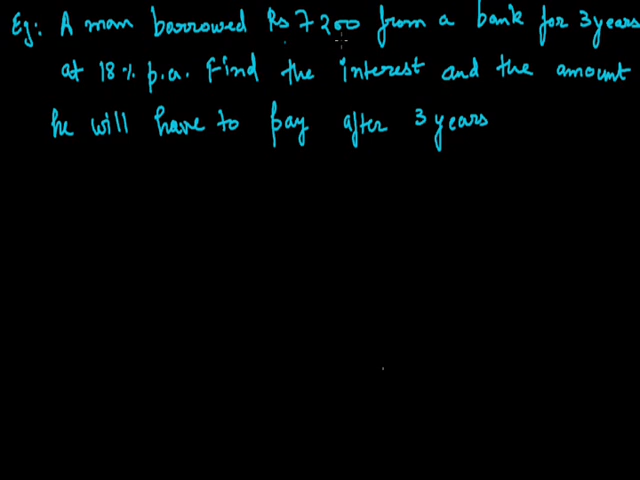 Eg: A man borrowed Rs 7200 from a bank for 3 years
at 18% p.a. Find the interest and the amount
he will have to pay after 3 years